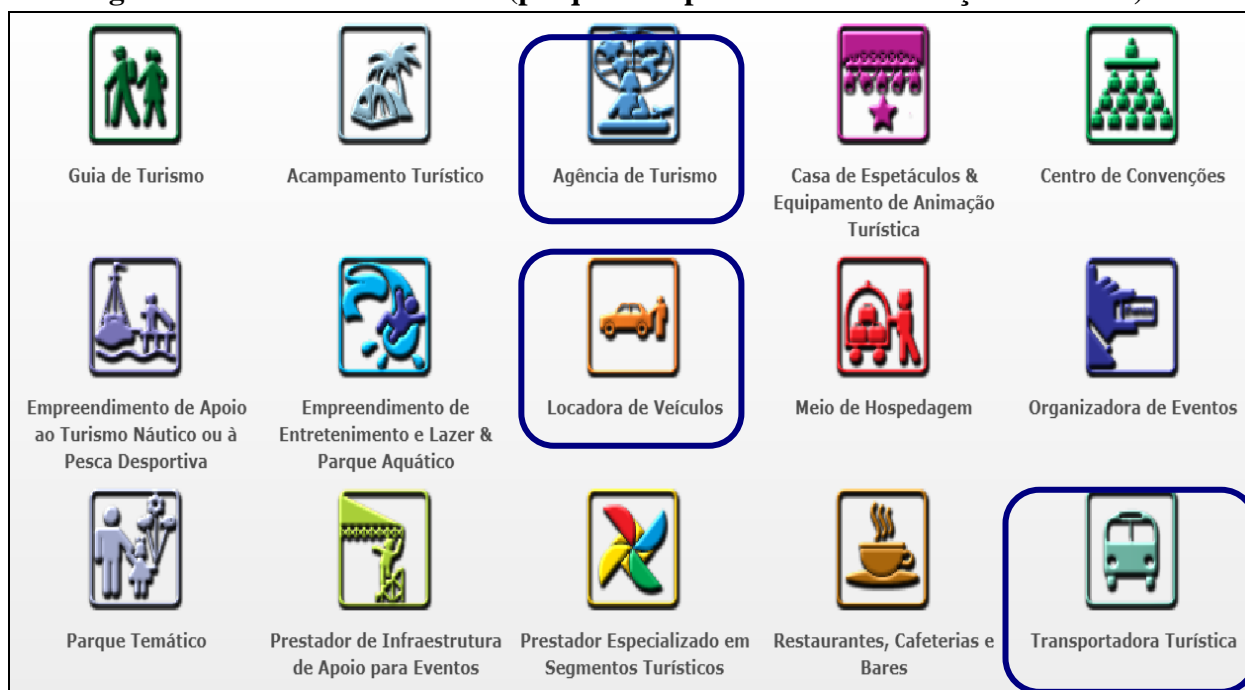 Guia de Turismo
Acampamento Turístico
Agência de Turismo
Casa de Espetáculos &
Equipamento de Animação
Turística
Centro de Convenções
Empreendimento de Apoio
ao Turismo Náutico ou à
Pesca Desportiva
Empreendimento de
Entretenimento e Lazer &
Parque Aquático
Locadora de Veículos
Meio de Hospedagem
Organizadora de Eventos
Parque Temático
Prestador de Infraestrutura
de Apoio para Eventos
Prestador Especializado em
Segmentos Turísticos
Restaurantes, Cafeterias e
Bares
Transportadora Turística